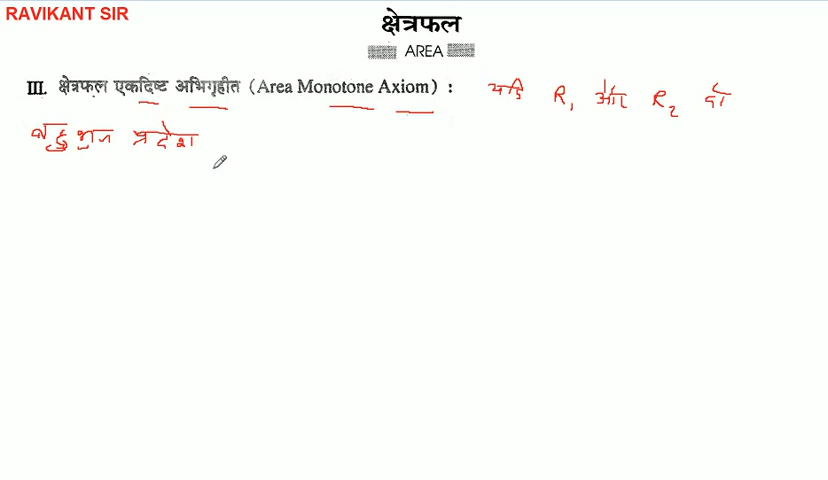 RAVIKANT SIR
क्षेत्रफल
AREA
III. क्षेत्रफल एकदिष्ट अभिगृहीत (Area Monotone Axiom) : यदि R₁ और R₂ दो
बहुभुज प्रदेश